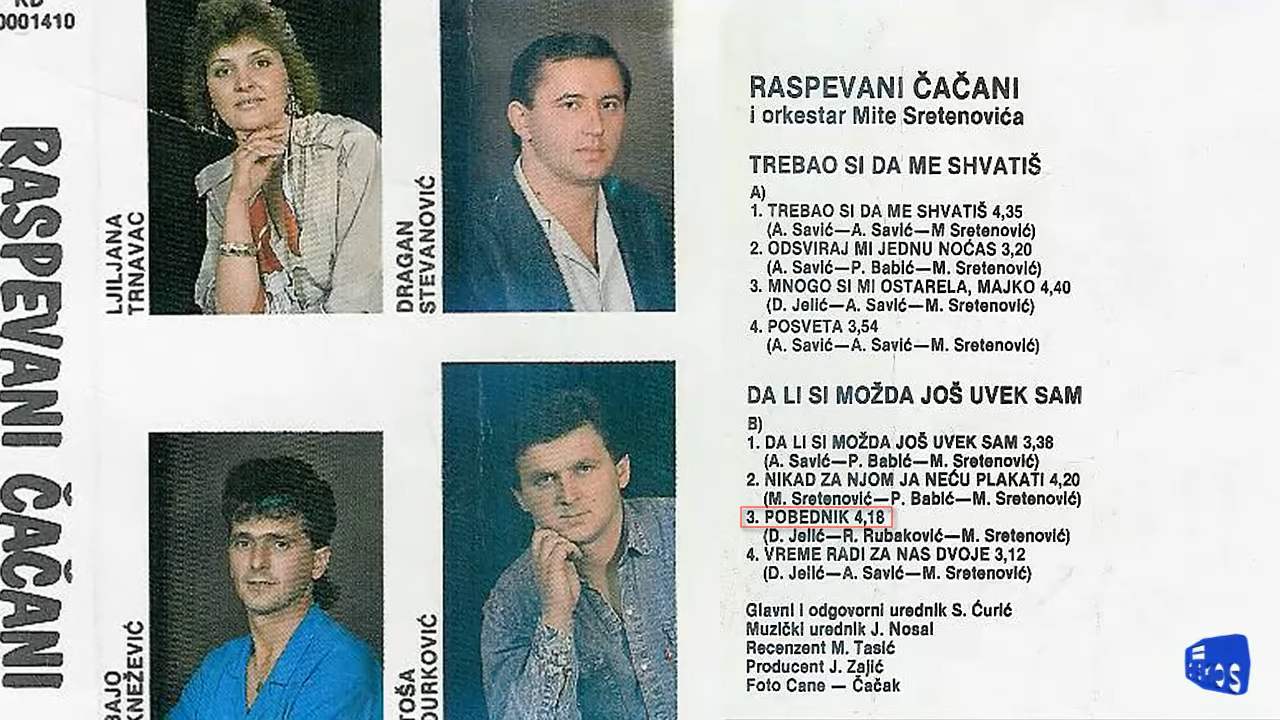 KD
0001410
RASPEVANI ČAČANI
LJILJANA
TRNAVAC
DRAGAN
STEVANOVIĆ
BAJO
KNEŽEVIĆ
TOŠA
RASPEVANI ČAČANI
i orkestar Mite Sretenovića
TREBAO SI DA ME SHVATIŠ
A)
1. TREBAO SI DA ME SHVATIŠ 4,35
(A. Savić—A. Savić—M Sretenović)
2. ODSVIRAJ MI JEDNU NOĆAS 3,20
(A. Savić—P. Babić—M. Sretenović)
3. MNOGO SI MI OSTARELA, MAJKO 4,40
(D. Jelić—A. Savić—M. Sretenović)
4. POSVETA 3,54
(A. Savić—A. Savić—M. Sretenović)
DA LI SI MOŽDA JOŠ UVEK SAM
B)
1. DA LI SI MOŽDA JOŠ UVEK SAM 3,38
(A. Savić—P. Babić—M. Sretenović)
2. NIKAD ZA NJOM JA NEĆU PLAKATI 4,20
(M. Sretenović—P. Babić—M. Sretenović)
3. POBEDNIK 4,18
(D. Jelić—R. Rubaković—M. Sretenović)
4. VREME RADI ZA NAS DVOJE 3,12
(D. Jelić—A. Savić—M. Sretenović)
Glavni i odgovorni urednik S. Ćurić
Muzički urednik J. Nosal
Recenzent M. Tasić
Producent J. Zajić
Foto Cane — Čačak